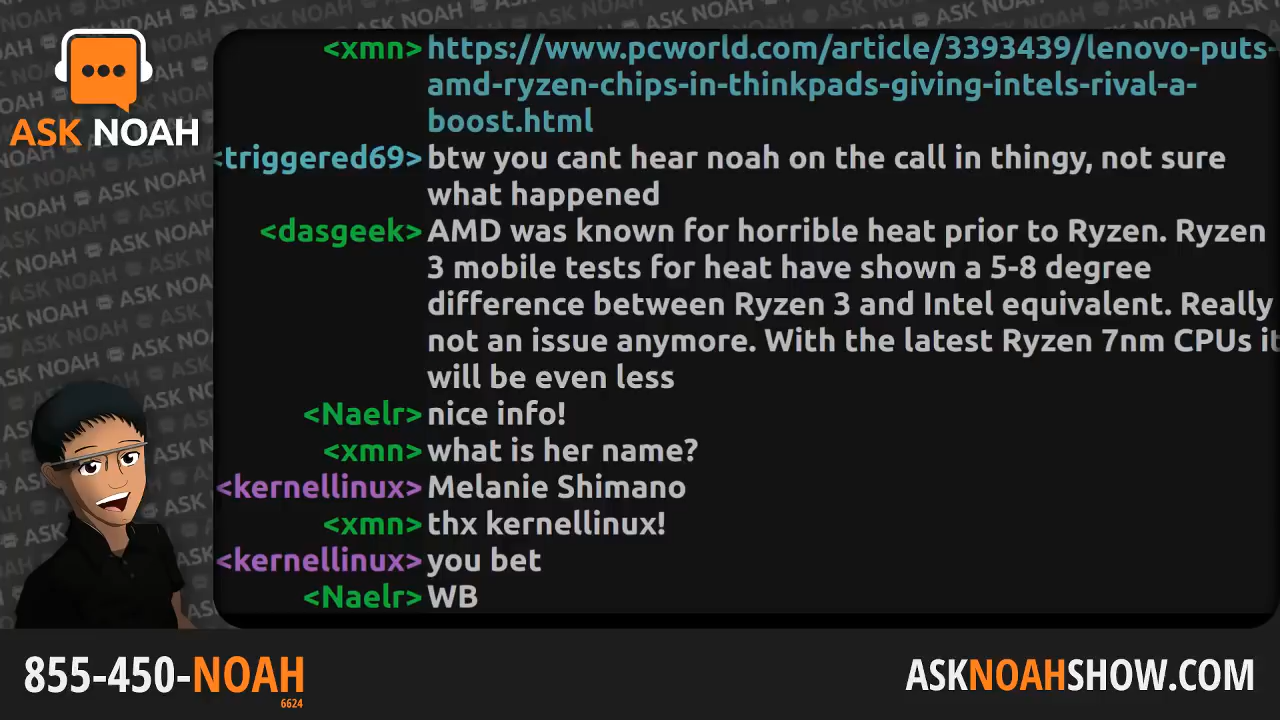 ASK NOAH
<xmn> https://www.pcworld.com/article/3393439/lenovo-puts-
amd-ryzen-chips-in-thinkpads-giving-intels-rival-a-
boost.html
<triggered69> btw you cant hear noah on the call in thingy, not sure
what happened
<dasgeek> AMD was known for horrible heat prior to Ryzen. Ryzen
3 mobile tests for heat have shown a 5-8 degree
difference between Ryzen 3 and Intel equivalent. Really
not an issue anymore. With the latest Ryzen 7nm CPUs it
will be even less
<Naelr> nice info!
<xmn> what is her name?
<kernellinux> Melanie Shimano
<xmn> thx kernellinux!
<kernellinux> you bet
<Naelr> WB
855-450-NOAH
6624
ASKNOAHSHOW.COM